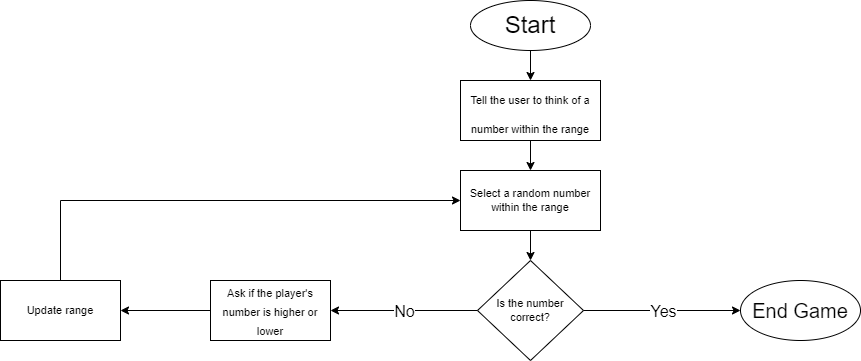 Start
Tell the user to think of a
number within the range
Select a random number
within the range
Is the number
correct?
No
Yes
Ask if the player's
number is higher or
lower
Update range
End Game